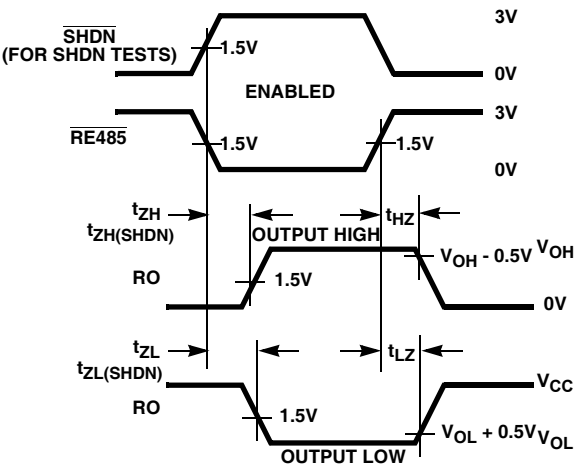 SHDN
(FOR SHDN TESTS)
1.5V
3V
0V
ENABLED
RE485
1.5V
1.5V
3V
0V
tZH
tZH(SHDN)
tHZ
OUTPUT HIGH
RO
1.5V
VOH - 0.5V VOH
0V
tZL
tZL(SHDN)
tLZ
RO
1.5V
VCC
VOL + 0.5V VOL
OUTPUT LOW